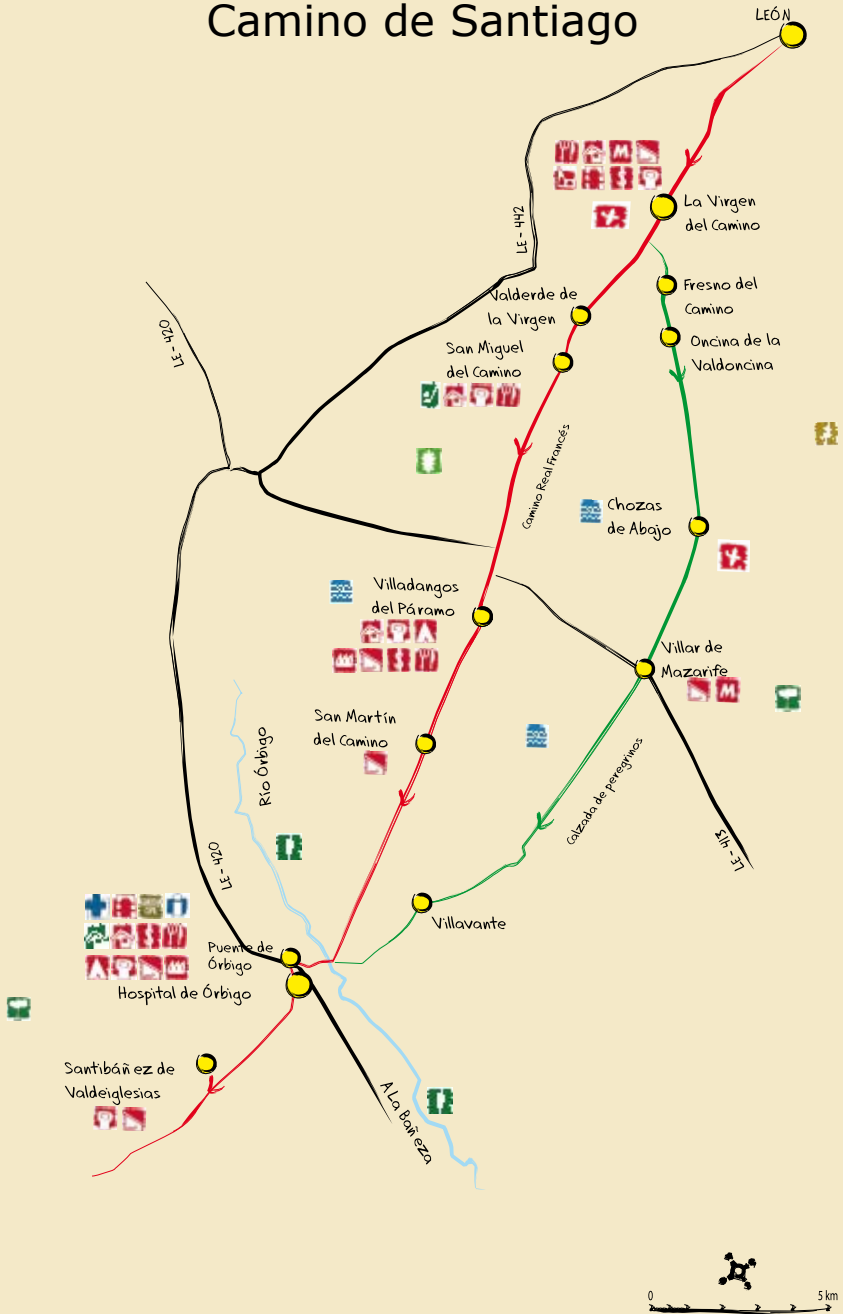 Camino de Santiago
LEÓN
La Virgen
del Camino
LE-442
Fresno del
Camino
Valderde de
la Virgen
LE-420
Oncina de la
Valdoncina
San Miguel
del Camino
Camino Real Francés
Chozas
de Abajo
Villadangos
del Páramo
Villar de
Mazarife
M
M
San Martín
del Camino
Río Órbigo
Calzada de peregrinos
LE-413
LE-420
Villavante
Puente de
Órbigo
Hospital de Órbigo
Santibáñez de
Valdeiglesias
A La Bañeza
0 5 km